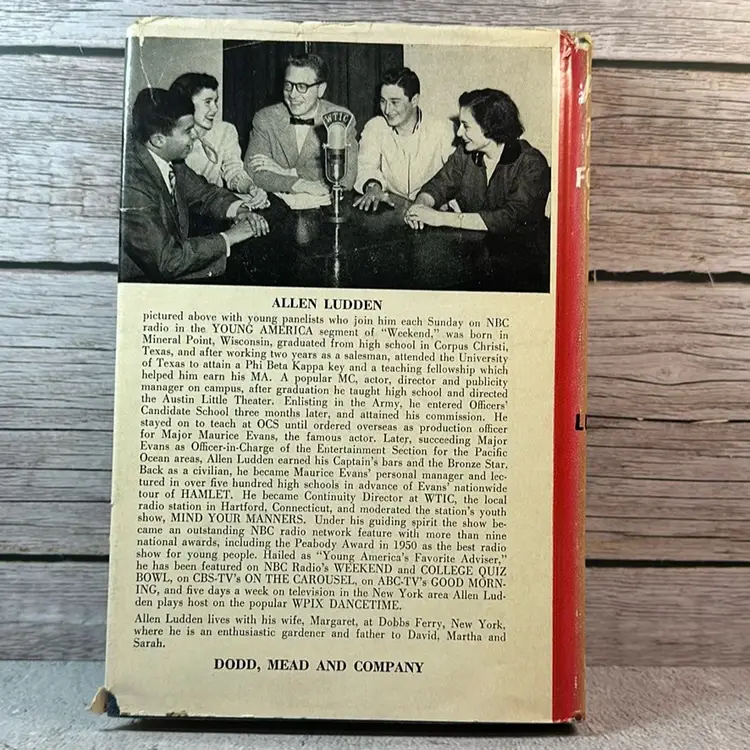 WTIC
ALLEN LUDDEN
pictured above with young panelists who join him each Sunday on NBC
radio in the YOUNG AMERICA segment of "Weekend," was born in
Mineral Point, Wisconsin, graduated from high school in Corpus Christi,
Texas, and after working two years as a salesman, attended the University
of Texas to attain a Phi Beta Kappa key and a teaching fellowship which
helped him earn his MA. A popular MC, actor, director and publicity
manager on campus, after graduation he taught high school and directed
the Austin Little Theater. Enlisting in the Army, he entered Officers'
Candidate School three months later, and attained his commission. He
stayed on to teach at OCS until ordered overseas as production officer
for Major Maurice Evans, the famous actor. Later, succeeding Major
Evans as Officer-in-Charge of the Entertainment Section for the Pacific
Ocean areas, Allen Ludden earned his Captain's bars and the Bronze Star.
Back as a civilian, he became Maurice Evans' personal manager and lec-
tured in over five hundred high schools in advance of Evans' nationwide
tour of HAMLET. He became Continuity Director at WTIC, the local
radio station in Hartford, Connecticut, and moderated the station's youth
show, MIND YOUR MANNERS. Under his guiding spirit the show be-
came an outstanding NBC radio network feature with more than nine
national awards, including the Peabody Award in 1950 as the best radio
show for young people. Hailed as "Young America's Favorite Adviser,"
he has been featured on NBC Radio's WEEKEND and COLLEGE QUIZ
BOWL, on CBS-TV's ON THE CAROUSEL, on ABC-TV's GOOD MORN-
ING, and five days a week on television in the New York area Allen Lud-
den plays host on the popular WPIX DANCETIME.
Allen Ludden lives with his wife, Margaret, at Dobbs Ferry, New York,
where he is an enthusiastic gardener and father to David, Martha and
Sarah.
DODD, MEAD AND COMPANY